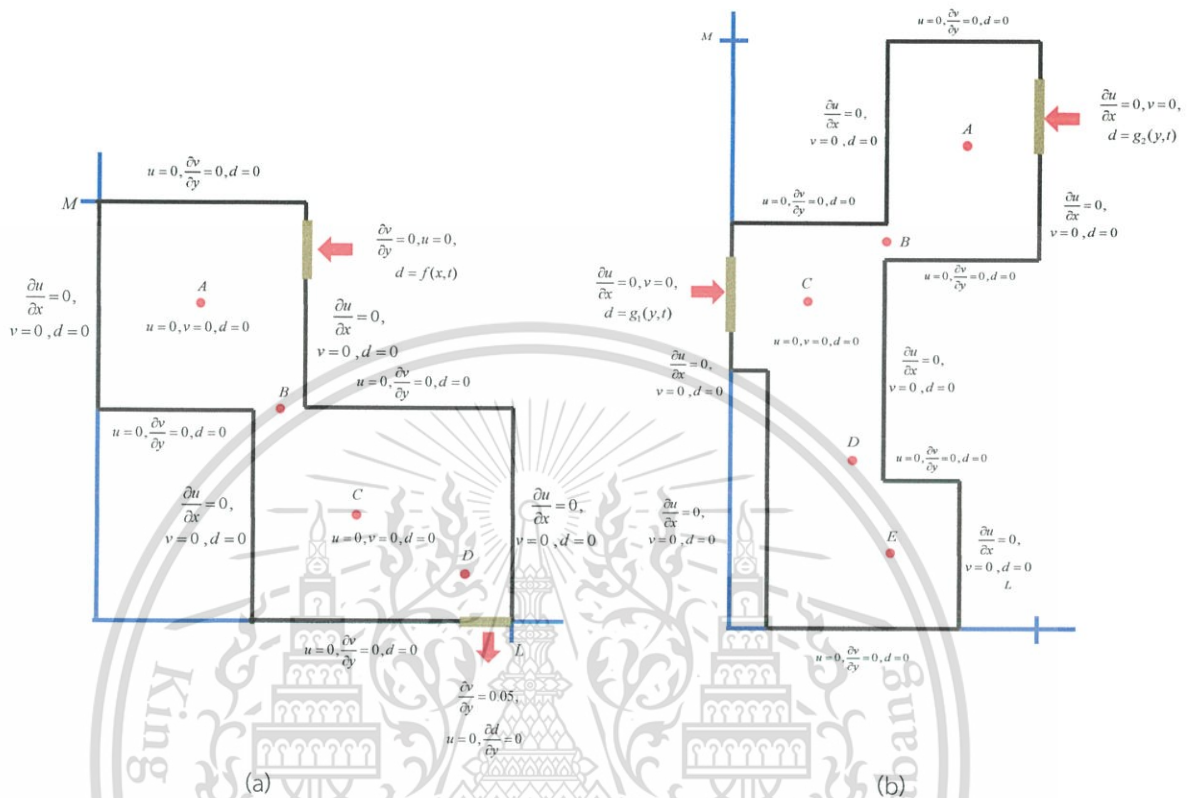 M
u=0, ∂v/∂y=0, d=0
∂v/∂y=0, u=0,
d=f(x,t)
∂u/∂x=0,
v=0, d=0
A
u=0, v=0, d=0
∂u/∂x=0,
v=0, d=0
B
u=0, ∂v/∂y=0, d=0
u=0, ∂v/∂y=0, d=0
∂u/∂x=0,
v=0, d=0
C
u=0, v=0, d=0
∂u/∂x=0,
v=0, d=0
D
u=0, ∂v/∂y=0, d=0
L
∂v/∂y=0.05,
u=0, ∂d/∂y=0
(a)
M
u=0, ∂v/∂y=0, d=0
∂u/∂x=0,
v=0, d=0
A
∂u/∂x=0, v=0,
d=g₂(y,t)
u=0, ∂v/∂y=0, d=0
∂u/∂x=0,
v=0, d=0
B
u=0, ∂v/∂y=0, d=0
∂u/∂x=0, v=0,
d=g₁(y,t)
C
u=0, v=0, d=0
∂u/∂x=0,
v=0, d=0
∂u/∂x=0,
v=0, d=0
D
u=0, ∂v/∂y=0, d=0
∂u/∂x=0,
v=0, d=0
E
∂u/∂x=0,
v=0, d=0
L
u=0, ∂v/∂y=0, d=0
(b)
King
bang